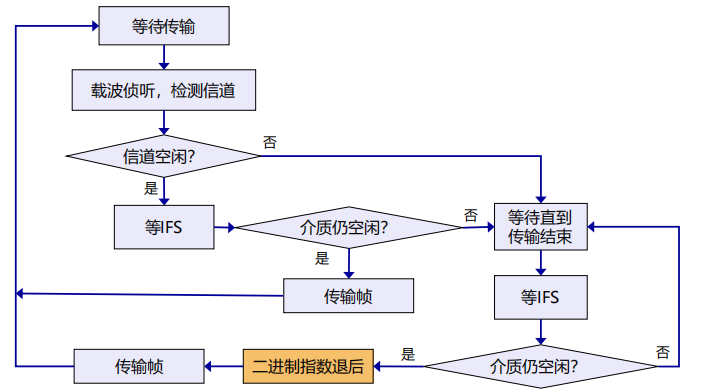 等待传输
载波侦听，检测信道
信道空闲？
否
是
等IFS
介质仍空闲？
否
是
传输帧
等待直到
传输结束
等IFS
介质仍空闲？
否
是
二进制指数退后
传输帧